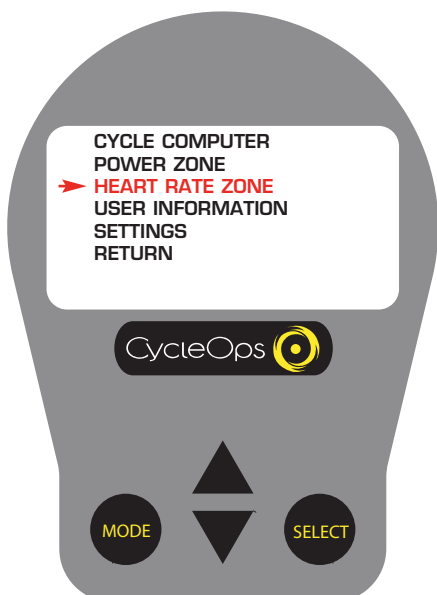 CYCLE COMPUTER
POWER ZONE
HEART RATE ZONE
USER INFORMATION
SETTINGS
RETURN
CycleOps
MODE
SELECT